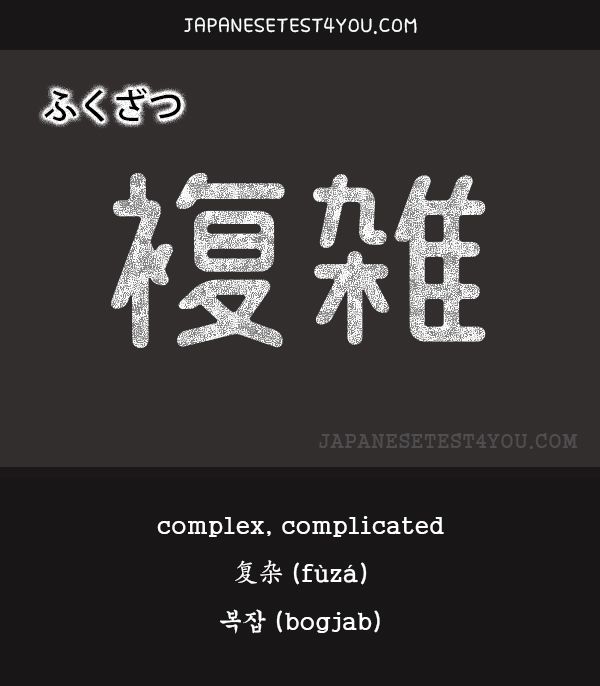 JAPANESETEST4YOU.COM
ふくざつ
複雑
JAPANESETEST4YOU.COM
complex, complicated
复杂 (fùzá)
복잡 (bogjab)